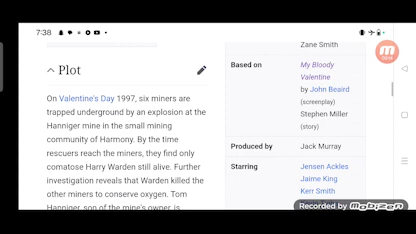 7:38
Zane Smith
Plot
Based on
My Bloody
Valentine
by John Beaird
(screenplay)
Stephen Miller
(story)
On Valentine's Day 1997, six miners are
trapped underground by an explosion at the
Hanniger mine in the small mining
community of Harmony. By the time
rescuers reach the miners, they find only
comatose Harry Warden still alive. Further
investigation reveals that Warden killed the
other miners to conserve oxygen. Tom
Hanniger, son of the mine's owner, is
Produced by
Jack Murray
Starring
Jensen Ackles
Jaime King
Kerr Smith
Recorded by Mobizen